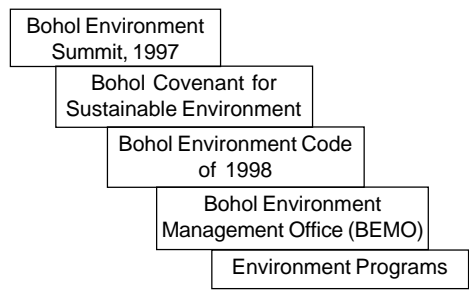 Bohol Environment
Summit, 1997
Bohol Covenant for
Sustainable Environment
Bohol Environment Code
of 1998
Bohol Environment
Management Office (BEMO)
Environment Programs